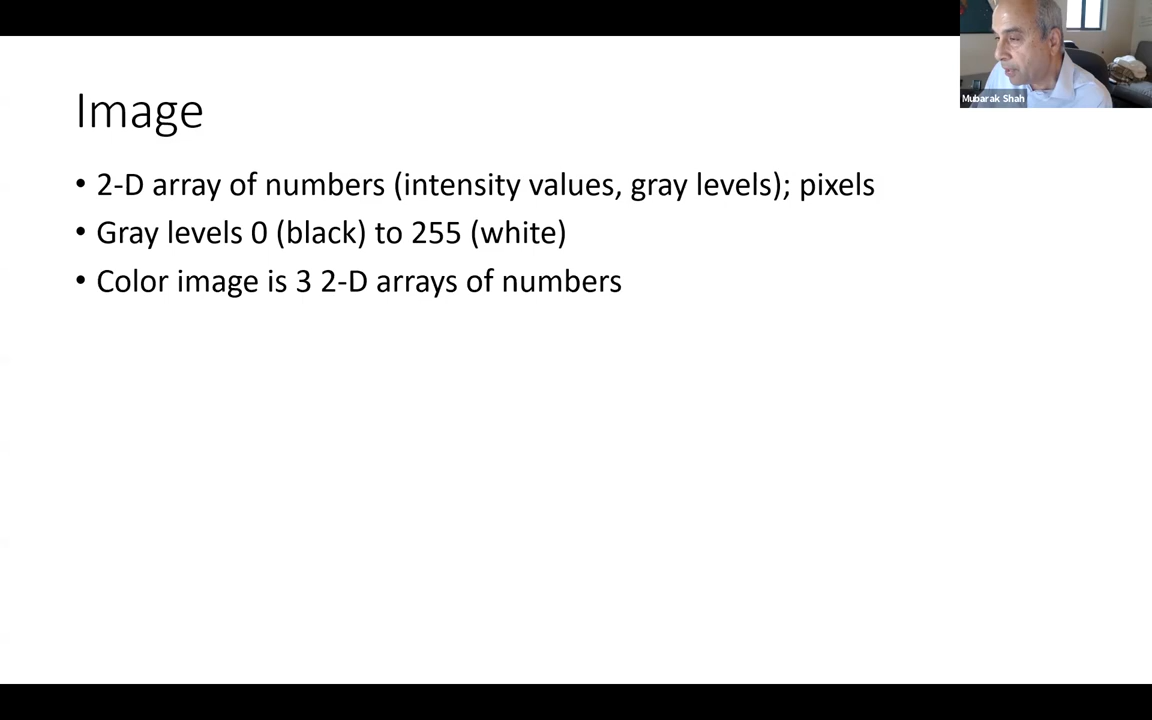 Image
• 2-D array of numbers (intensity values, gray levels); pixels
• Gray levels 0 (black) to 255 (white)
• Color image is 3 2-D arrays of numbers
Mubarak Shah